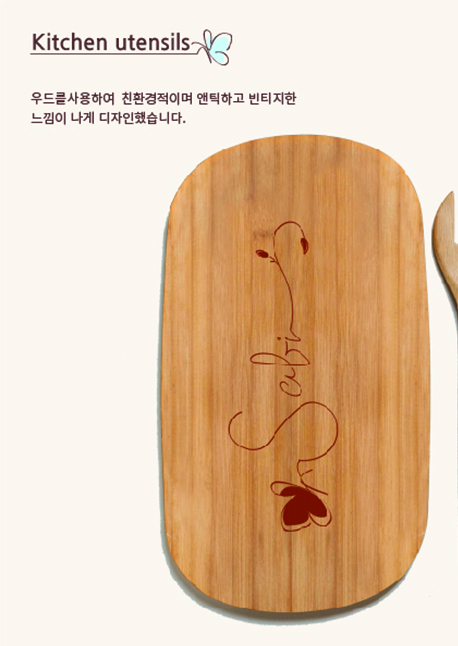 Kitchen utensils
우드를사용하여 친환경적이며 앤틱하고 빈티지한
느낌이 나게 디자인했습니다.
Sabi